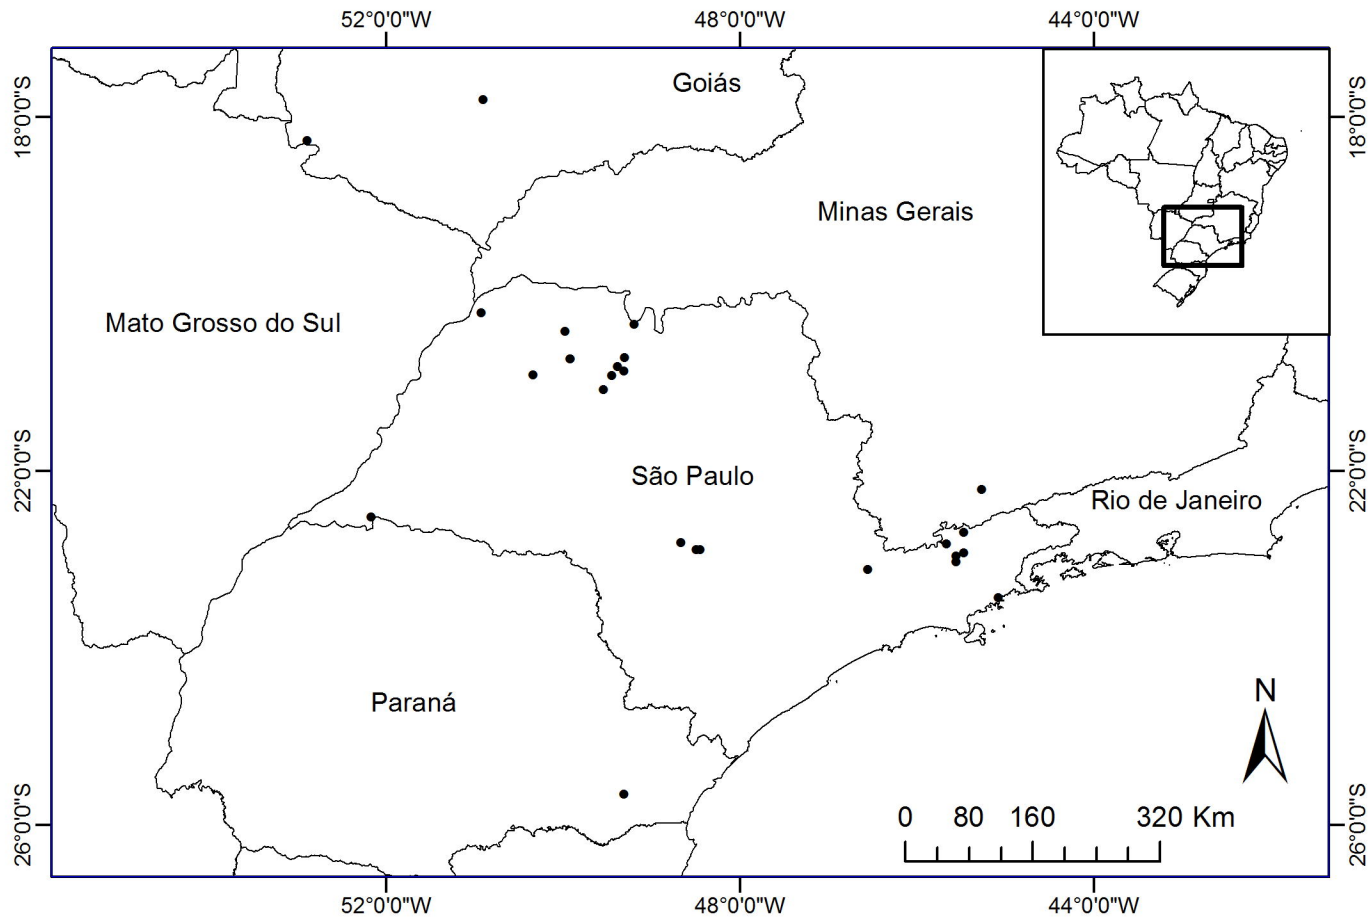 52°0'0"W 48°0'0"W 44°0'0"W
Goiás
18°0'0"S 18°0'0"S
Minas Gerais
Mato Grosso do Sul
São Paulo
22°0'0"S 22°0'0"S
Rio de Janeiro
N
Paraná
0 80 160 320 Km
26°0'0"S 26°0'0"S
52°0'0"W 48°0'0"W 44°0'0"W